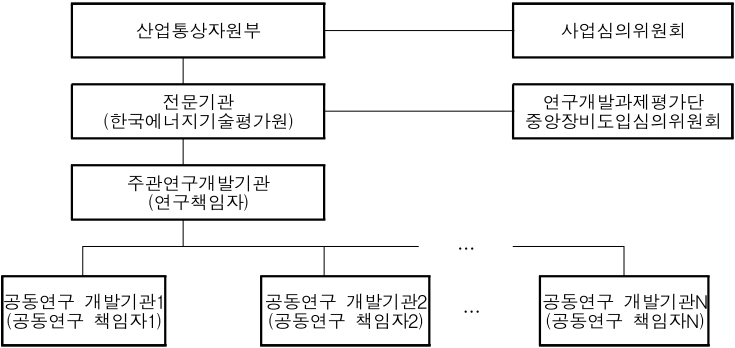 산업통상자원부
사업심의위원회
전문기관
(한국에너지기술평가원)
연구개발과제평가단
중앙장비도입심의위원회
주관연구개발기관
(연구책임자)
...
공동연구 개발기관1
(공동연구 책임자1)
공동연구 개발기관2
(공동연구 책임자2)
...
공동연구 개발기관N
(공동연구 책임자N)